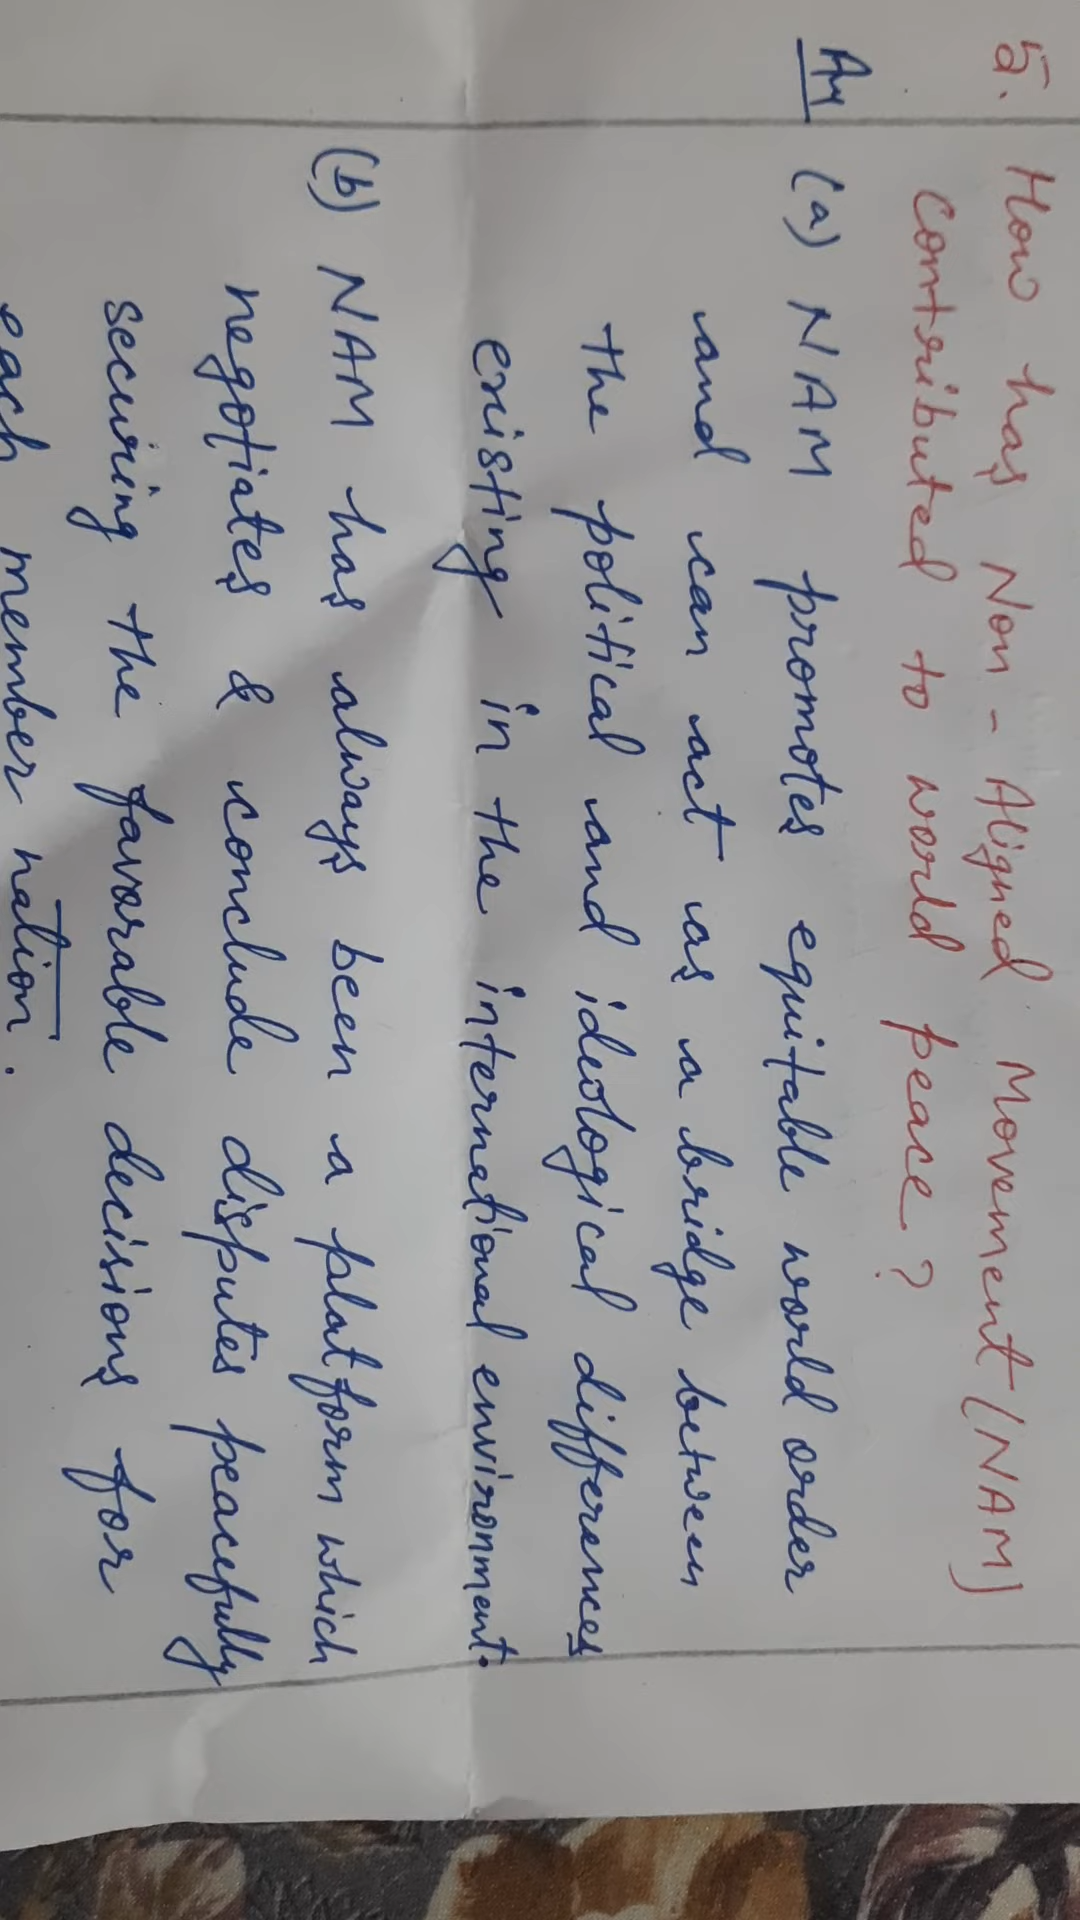 5. How has Non-Aligned Movement (NAM)
contributed to world peace?
Ans (a) NAM promotes equitable world order
and can act as a bridge between
the political and ideological differences
existing in the international environment.
(b) NAM has always been a platform which
negotiates & conclude disputes peacefully
securing the favorable decisions for
each member nation.